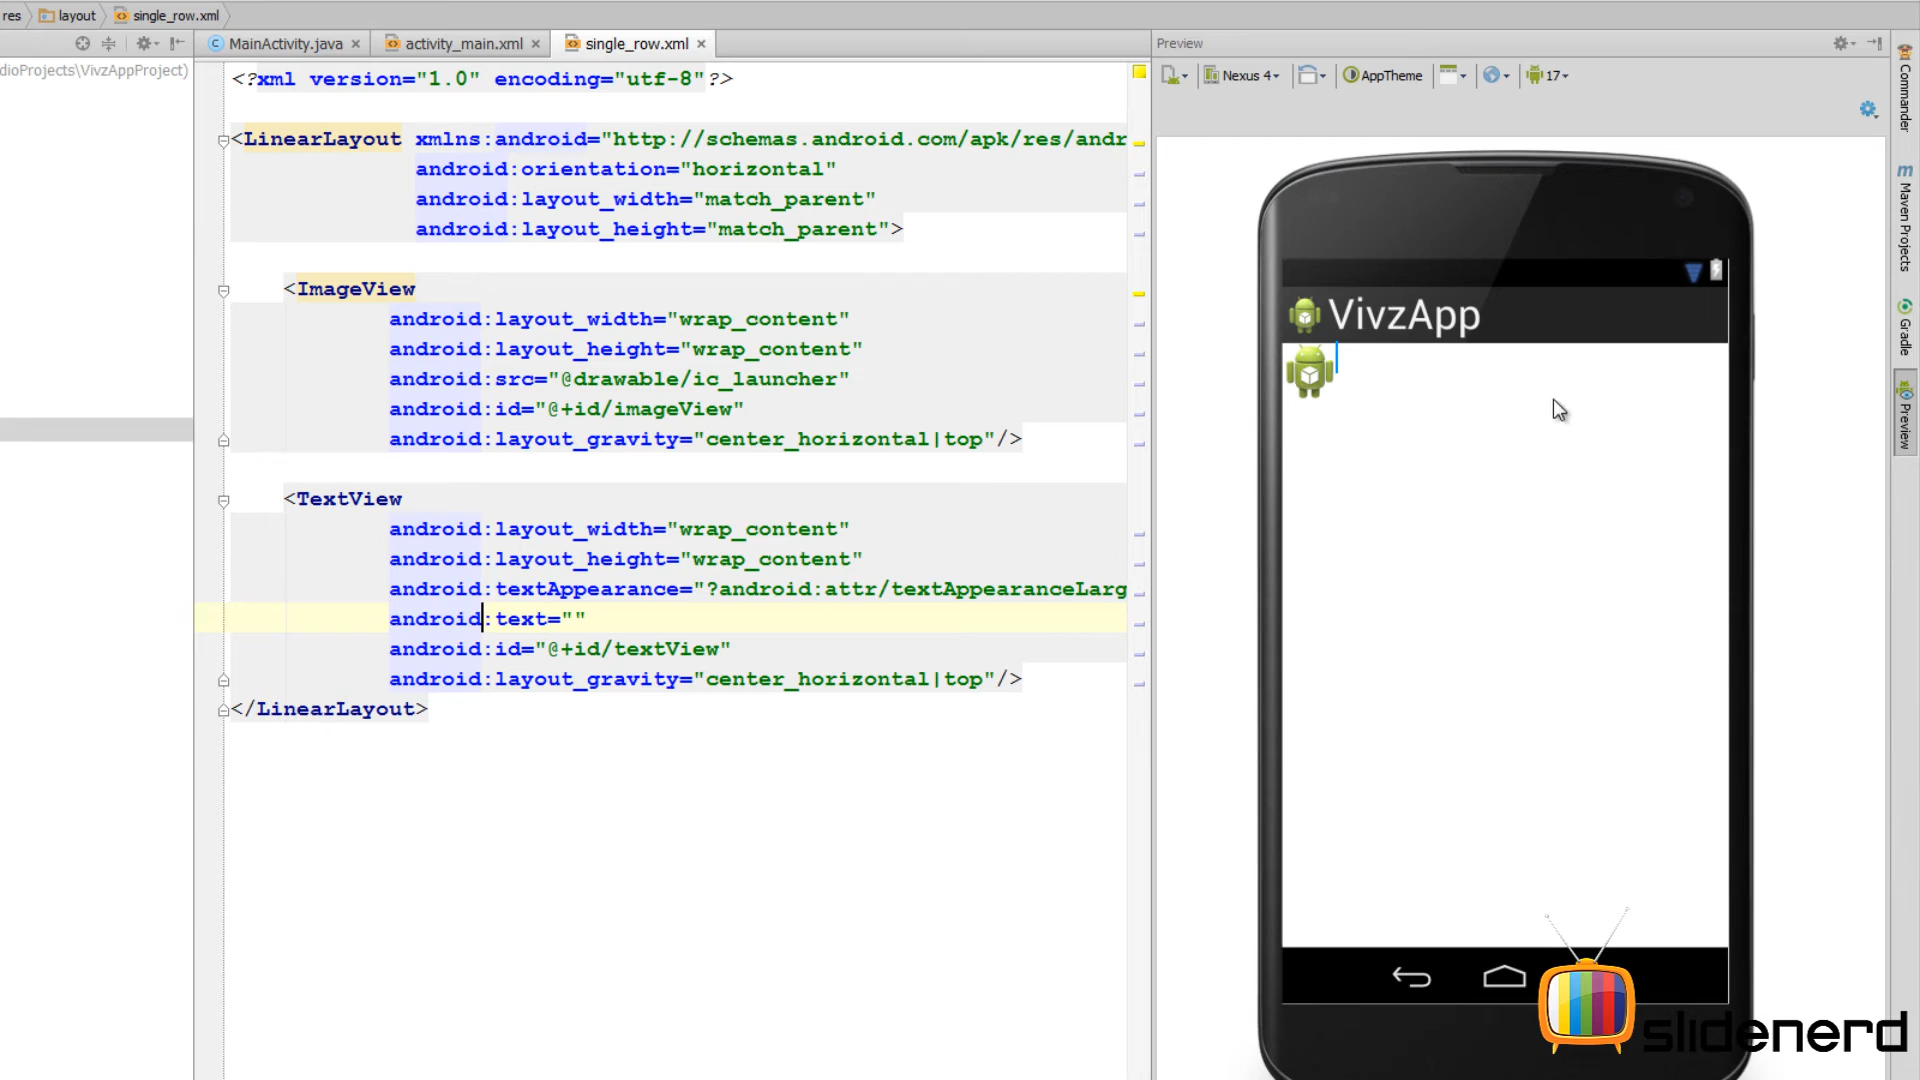 res layout single_row.xml
MainActivity.java activity_main.xml single_row.xml Preview
dioProjects\VivzAppProject)
Nexus 4 AppTheme 17
<?xml version="1.0" encoding="utf-8"?>
<LinearLayout xmlns:android="http://schemas.android.com/apk/res/andr
android:orientation="horizontal"
android:layout_width="match_parent"
android:layout_height="match_parent">
<ImageView
android:layout_width="wrap_content"
android:layout_height="wrap_content"
android:src="@drawable/ic_launcher"
android:id="@+id/imageView"
android:layout_gravity="center_horizontal|top"/>
<TextView
android:layout_width="wrap_content"
android:layout_height="wrap_content"
android:textAppearance="?android:attr/textAppearanceLarg
android:text=""
android:id="@+id/textView"
android:layout_gravity="center_horizontal|top"/>
</LinearLayout>
VivzApp
Commander
m Maven Projects
Gradle
Preview
slidenerd